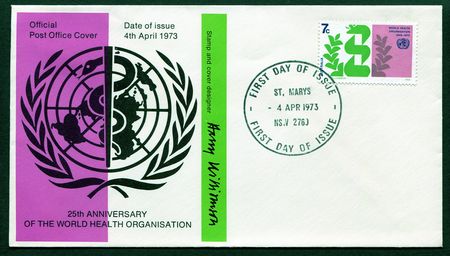 Official
Post Office Cover
Date of issue
4th April 1973
Stamp and cover designer
Harry Williamson
25th ANNIVERSARY
OF THE WORLD HEALTH ORGANISATION
FIRST DAY OF ISSUE
ST. MARYS
- 4 APR 1973
NSW 2760
FIRST DAY OF ISSUE
7c